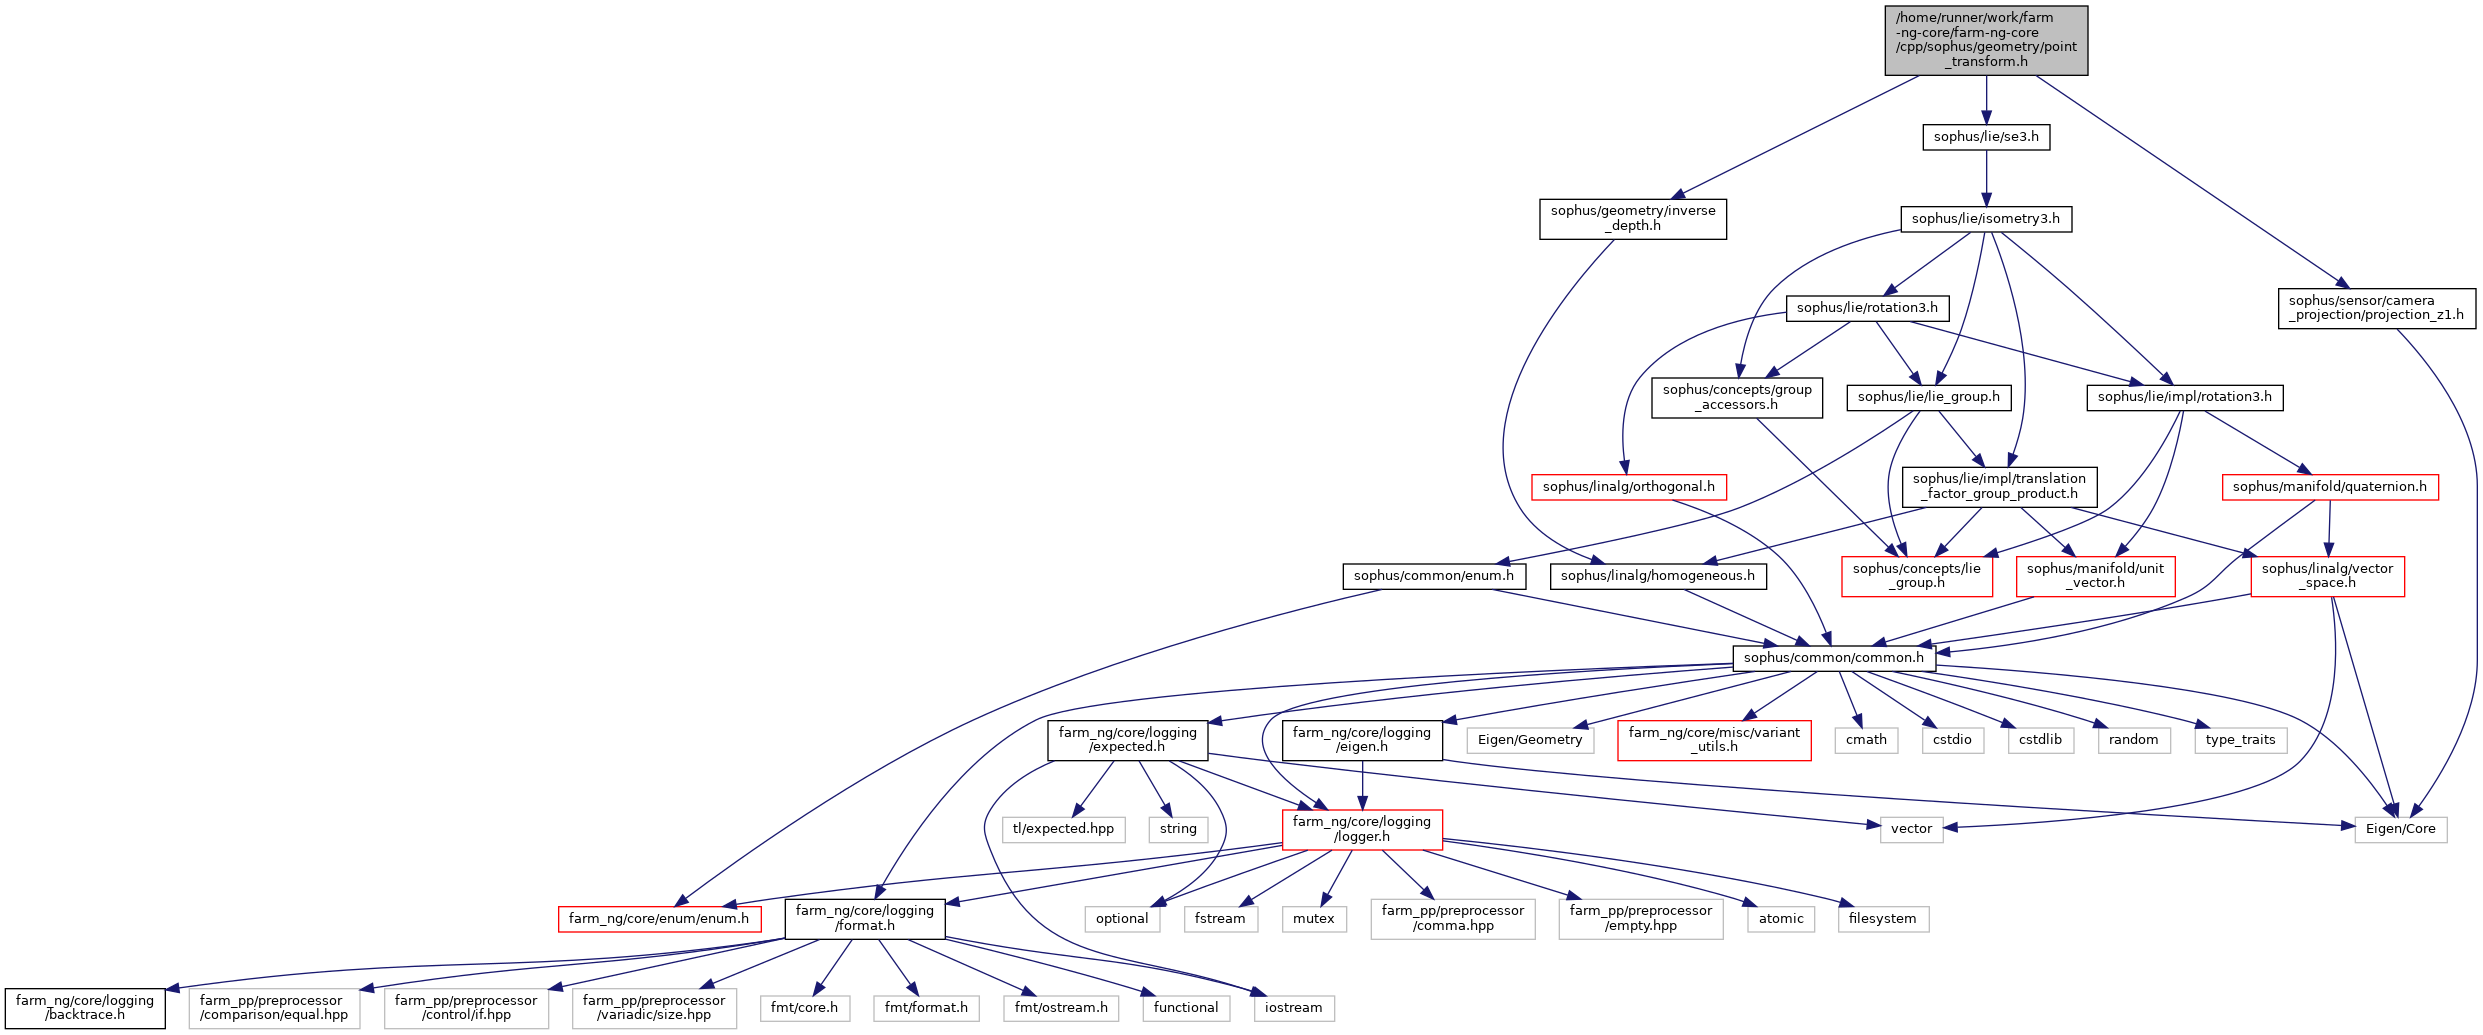 /home/runner/work/farm
-ng-core/farm-ng-core
/cpp/sophus/geometry/point
_transform.h
sophus/lie/se3.h
sophus/geometry/inverse
_depth.h
sophus/lie/isometry3.h
sophus/lie/rotation3.h
sophus/sensor/camera
_projection/projection_z1.h
sophus/concepts/group
_accessors.h
sophus/lie/lie_group.h
sophus/lie/impl/rotation3.h
sophus/linalg/orthogonal.h
sophus/lie/impl/translation
_factor_group_product.h
sophus/manifold/quaternion.h
sophus/common/enum.h
sophus/linalg/homogeneous.h
sophus/concepts/lie
_group.h
sophus/manifold/unit
_vector.h
sophus/linalg/vector
_space.h
sophus/common/common.h
farm_ng/core/logging
/expected.h
farm_ng/core/logging
/eigen.h
Eigen/Geometry
farm_ng/core/misc/variant
_utils.h
cmath
cstdio
cstdlib
random
type_traits
tl/expected.hpp
string
farm_ng/core/logging
/logger.h
vector
Eigen/Core
farm_ng/core/enum/enum.h
farm_ng/core/logging
/format.h
optional
fstream
mutex
farm_pp/preprocessor
/comma.hpp
farm_pp/preprocessor
/empty.hpp
atomic
filesystem
farm_ng/core/logging
/backtrace.h
farm_pp/preprocessor
/comparison/equal.hpp
farm_pp/preprocessor
/control/if.hpp
farm_pp/preprocessor
/variadic/size.hpp
fmt/core.h
fmt/format.h
fmt/ostream.h
functional
iostream